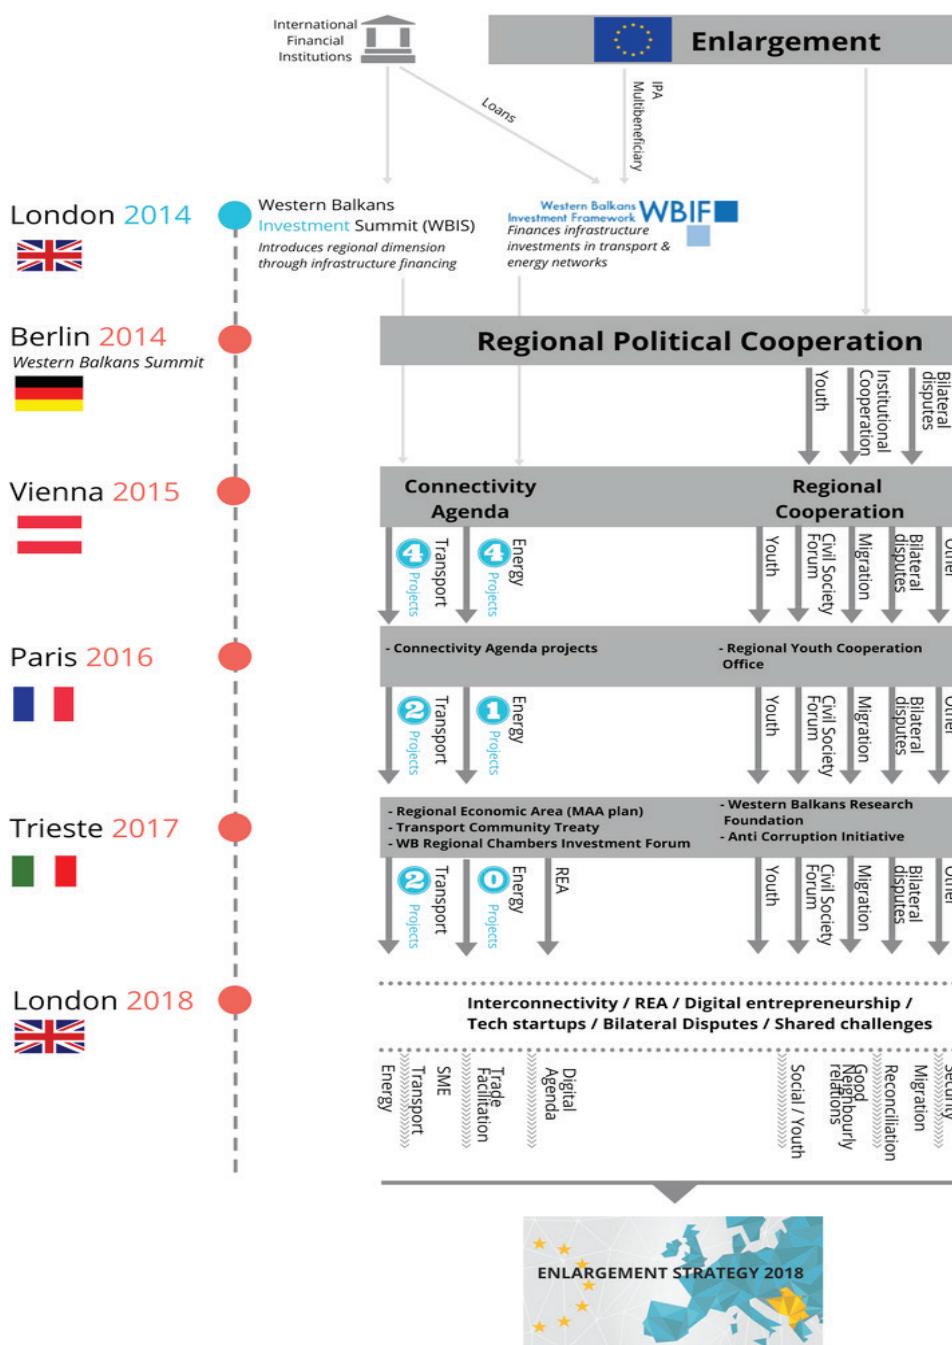 International
Financial
Institutions
Enlargement
Loans
IPA
Multibeneficiary
London 2014
Western Balkans
Investment Summit (WBIS)
Introduces regional dimension
through infrastructure financing
Western Balkans
Investment Framework
WBIF
Finances infrastructure
investments in transport &
energy networks
Berlin 2014
Western Balkans Summit
Regional Political Cooperation
Youth
Institutional
Cooperation
Bilateral
disputes
Vienna 2015
Connectivity
Agenda
Regional
Cooperation
4
Projects
Transport
4
Projects
Energy
Youth
Civil Society
Forum
Migration
Bilateral
disputes
Other
Paris 2016
- Connectivity Agenda projects
- Regional Youth Cooperation
Office
2
Projects
Transport
1
Projects
Energy
Youth
Civil Society
Forum
Migration
Bilateral
disputes
Other
Trieste 2017
- Regional Economic Area (MAA plan)
- Transport Community Treaty
- WB Regional Chambers Investment Forum
- Western Balkans Research
Foundation
- Anti Corruption Initiative
2
Projects
Transport
0
Projects
Energy
REA
Youth
Civil Society
Forum
Migration
Bilateral
disputes
Other
London 2018
Interconnectivity / REA / Digital entrepreneurship /
Tech startups / Bilateral Disputes / Shared challenges
Energy
Transport
SME
Trade
Facilitation
Digital
Agenda
Social / Youth
Good
Neighbourly
relations
Reconciliation
Migration
Security
ENLARGEMENT STRATEGY 2018